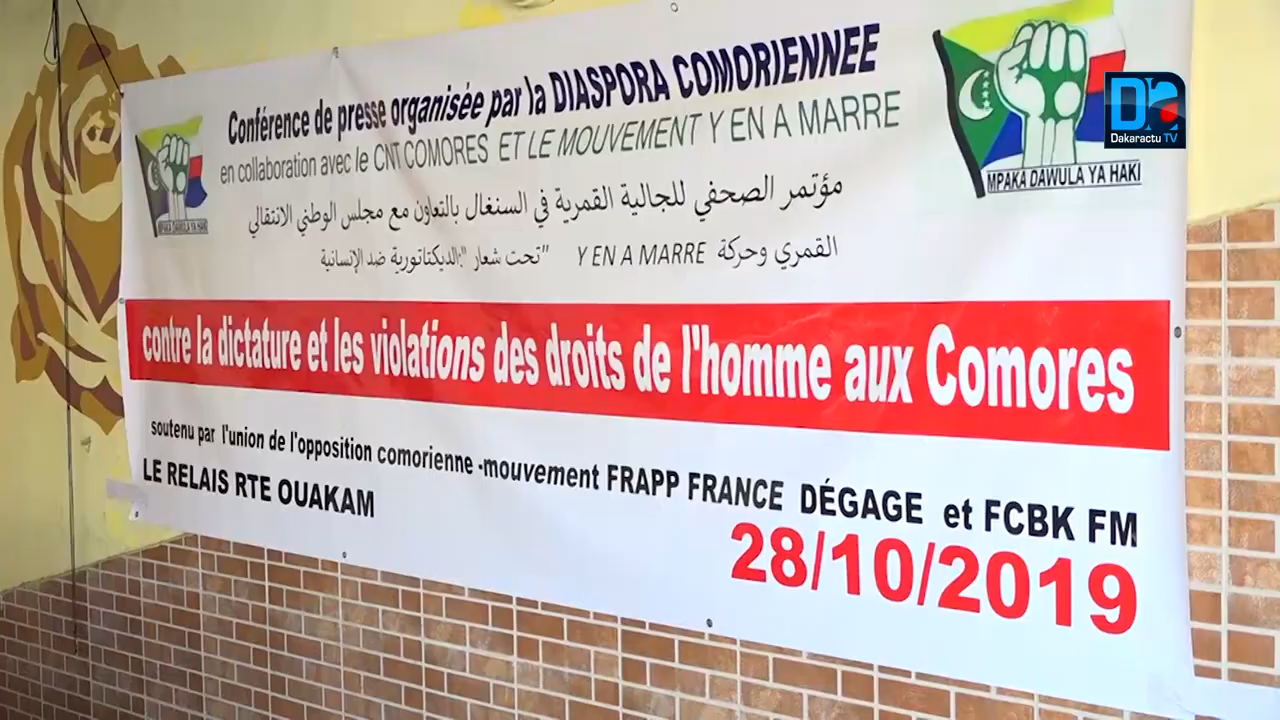 Conférence de presse organisée par la DIASPORA COMORIENNEE
en collaboration avec le CNT COMORES ET LE MOUVEMENT Y EN A MARRE
مؤتمر الصحفي للجالية القمرية في السنغال بالتعاون مع مجلس الوطني الانتقالي
القمري وحركة Y EN A MARRE "تحت شعار ":الديكتاتورية ضد الإنسانية
MPAKA DAWULA YA HAKI
MPAKA DAWULA YA HAKI
D
Dakaractu TV
contre la dictature et les violations des droits de l'homme aux Comores
soutenu par l'union de l'opposition comorienne -mouvement FRAPP FRANCE DÉGAGE et FCBK FM
LE RELAIS RTE OUAKAM
28/10/2019